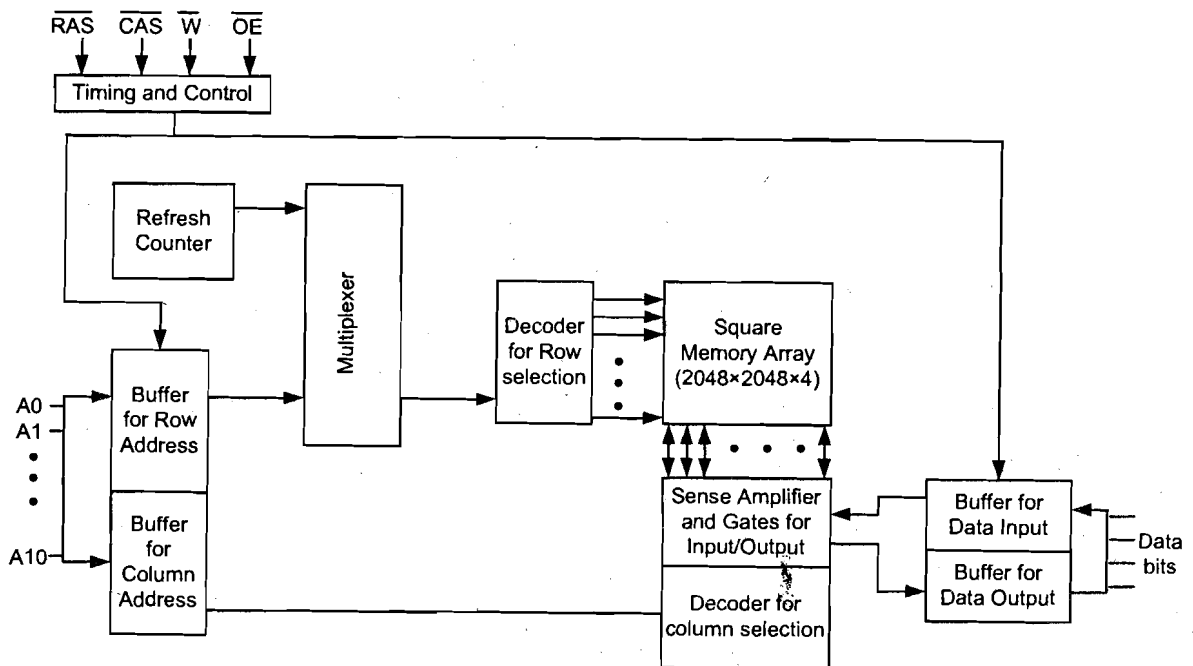 RAS CAS W OE
Timing and Control
Refresh
Counter
Multiplexer
Decoder
for Row
selection
Square
Memory Array
(2048×2048×4)
Buffer
for Row
Address
A0
A1
A10
Buffer
for
Column
Address
Sense Amplifier
and Gates for
Input/Output
Decoder for
column selection
Buffer for
Data Input
Buffer for
Data Output
Data
bits